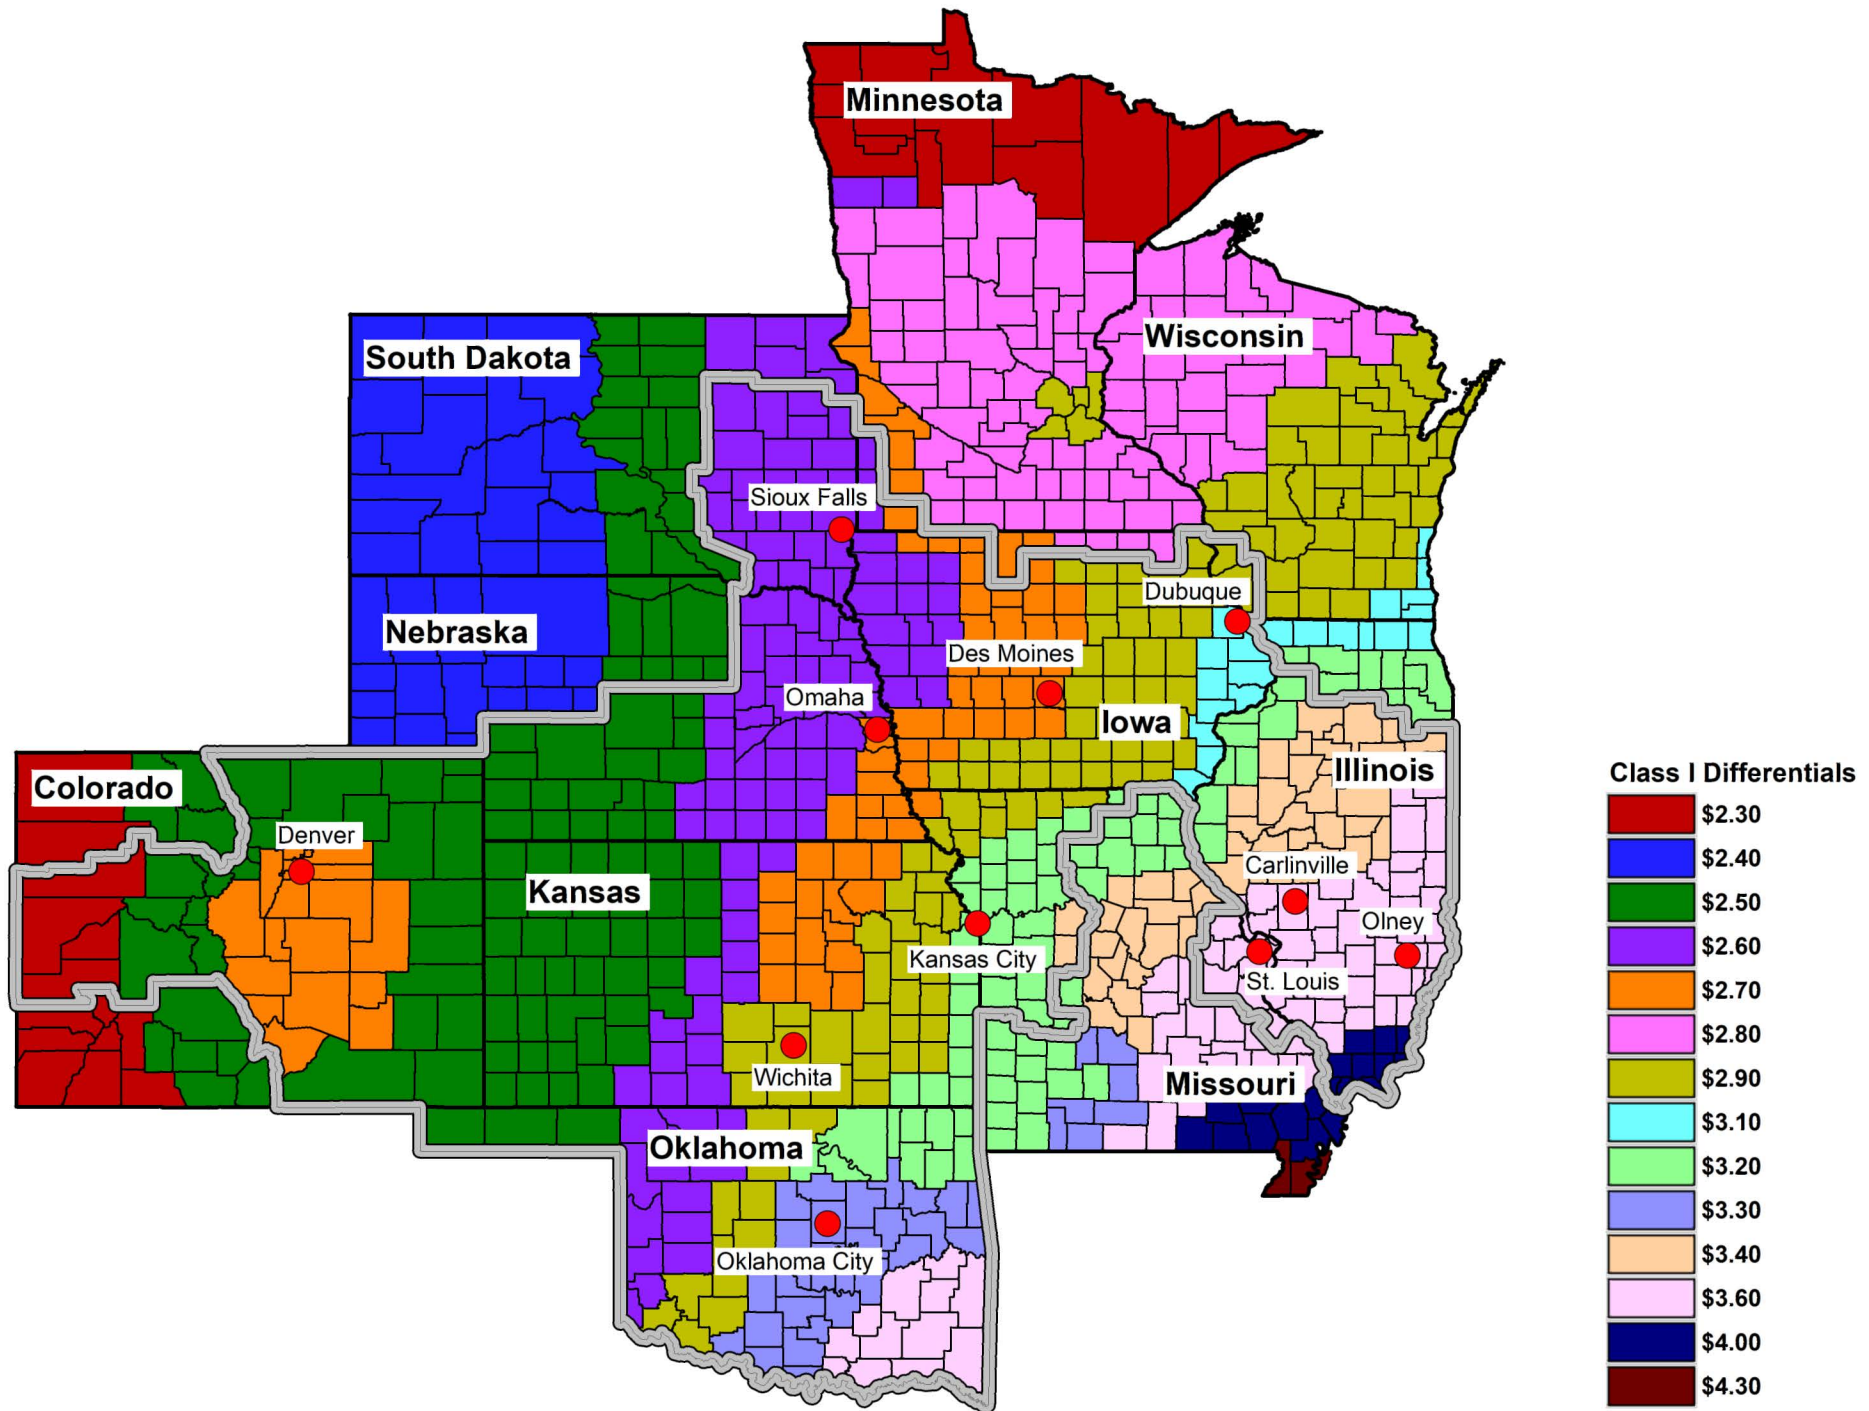 Minnesota
Wisconsin
South Dakota
Sioux Falls
Dubuque
Nebraska
Des Moines
Omaha
Iowa
Illinois
Colorado
Denver
Carlinville
Kansas
Olney
Kansas City
St. Louis
Wichita
Missouri
Oklahoma
Oklahoma City
Class I Differentials
$2.30
$2.40
$2.50
$2.60
$2.70
$2.80
$2.90
$3.10
$3.20
$3.30
$3.40
$3.60
$4.00
$4.30